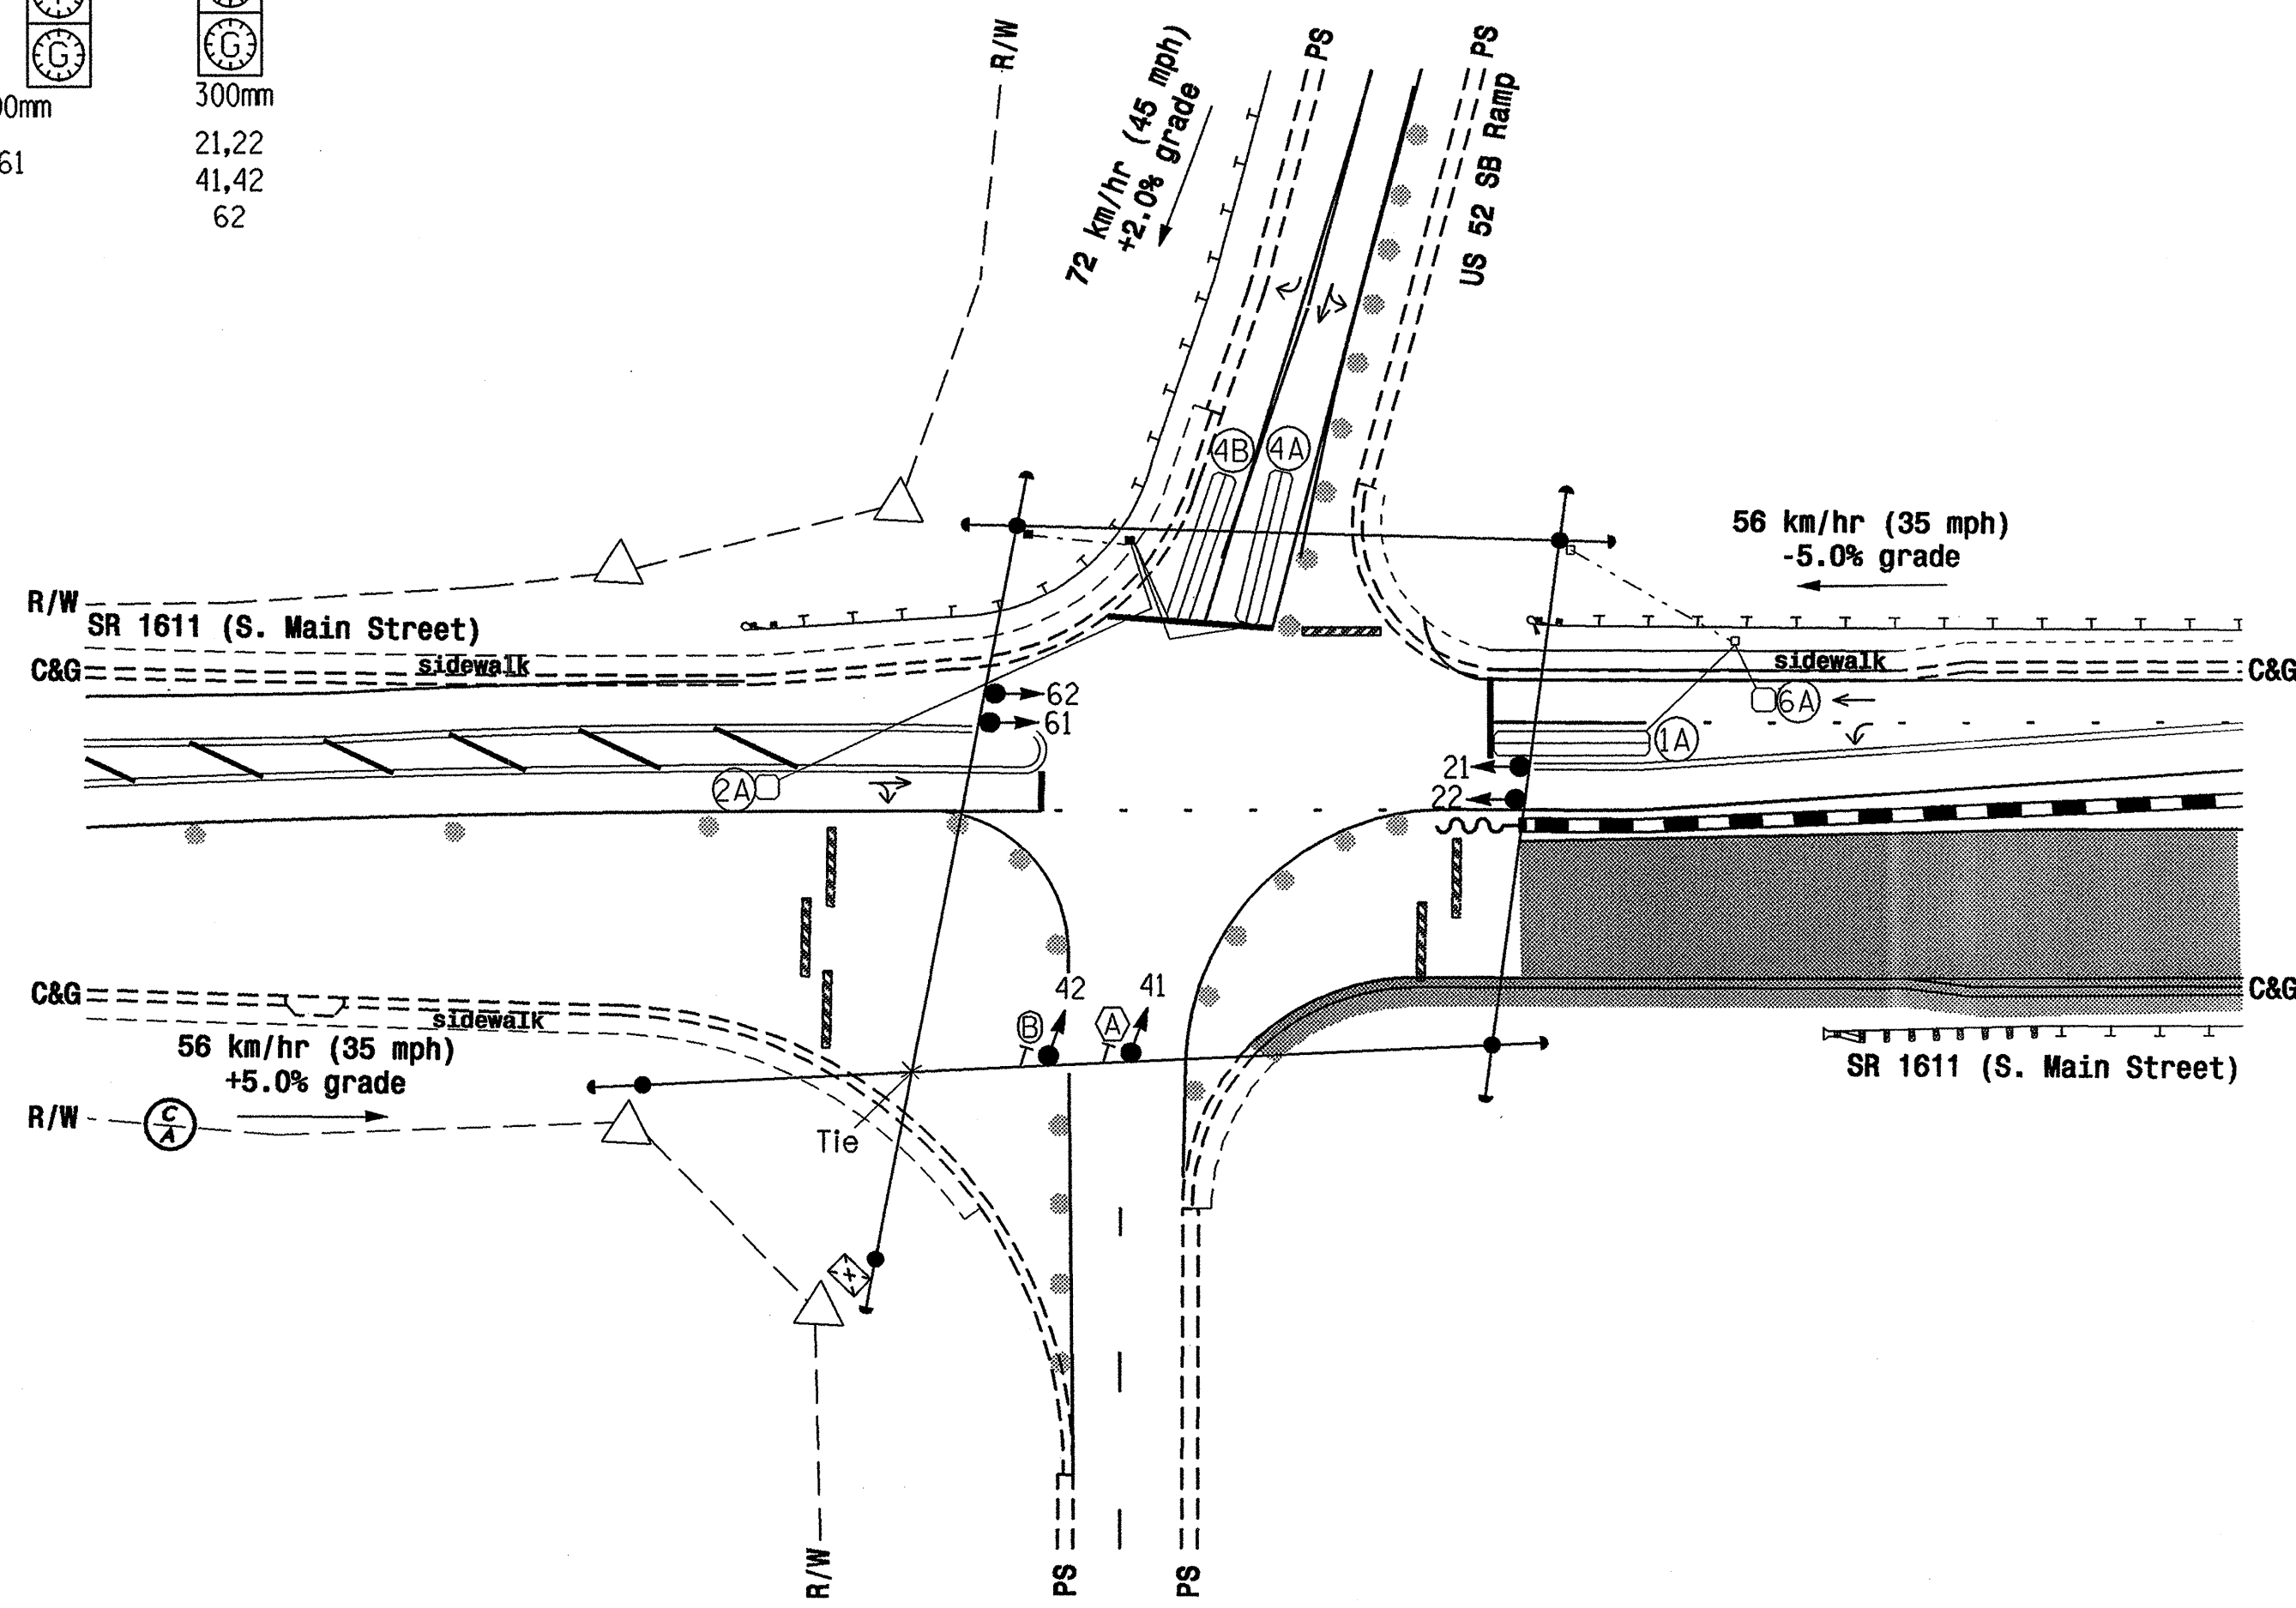 G
G
300mm
21,22
41,42
62
61
R/W
72 km/hr (45 mph)
+2.0% grade
PS
PS
US 52 SB Ramp
4B
4A
56 km/hr (35 mph)
-5.0% grade
R/W
SR 1611 (S. Main Street)
C&G
sidewalk
sidewalk
C&G
62
61
6A
1A
2A
21
22
C&G
sidewalk
42
41
B
A
C&G
56 km/hr (35 mph)
+5.0% grade
SR 1611 (S. Main Street)
R/W
C
A
Tie
R/W
PS
PS